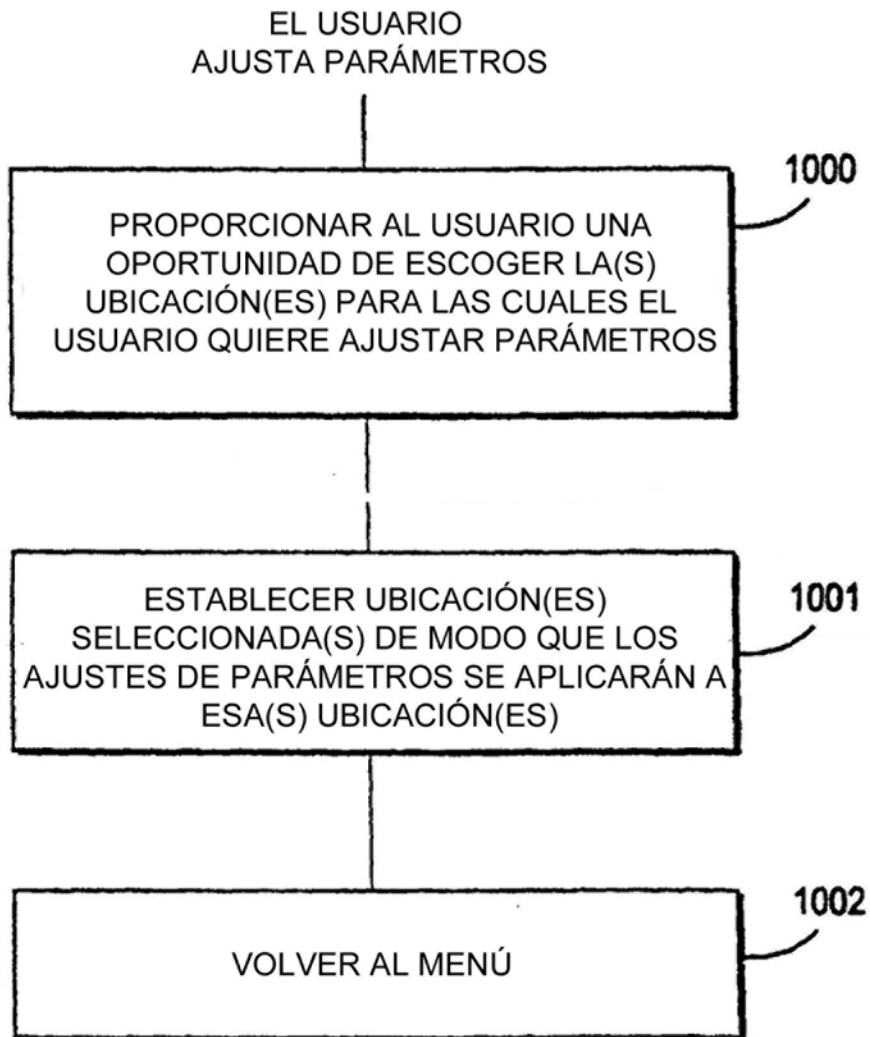 EL USUARIO
AJUSTA PARÁMETROS
1000
PROPORCIONAR AL USUARIO UNA
OPORTUNIDAD DE ESCOGER LA(S)
UBICACIÓN(ES) PARA LAS CUALES EL
USUARIO QUIERE AJUSTAR PARÁMETROS
1001
ESTABLECER UBICACIÓN(ES)
SELECCIONADA(S) DE MODO QUE LOS
AJUSTES DE PARÁMETROS SE APLICARÁN A
ESA(S) UBICACIÓN(ES)
1002
VOLVER AL MENÚ